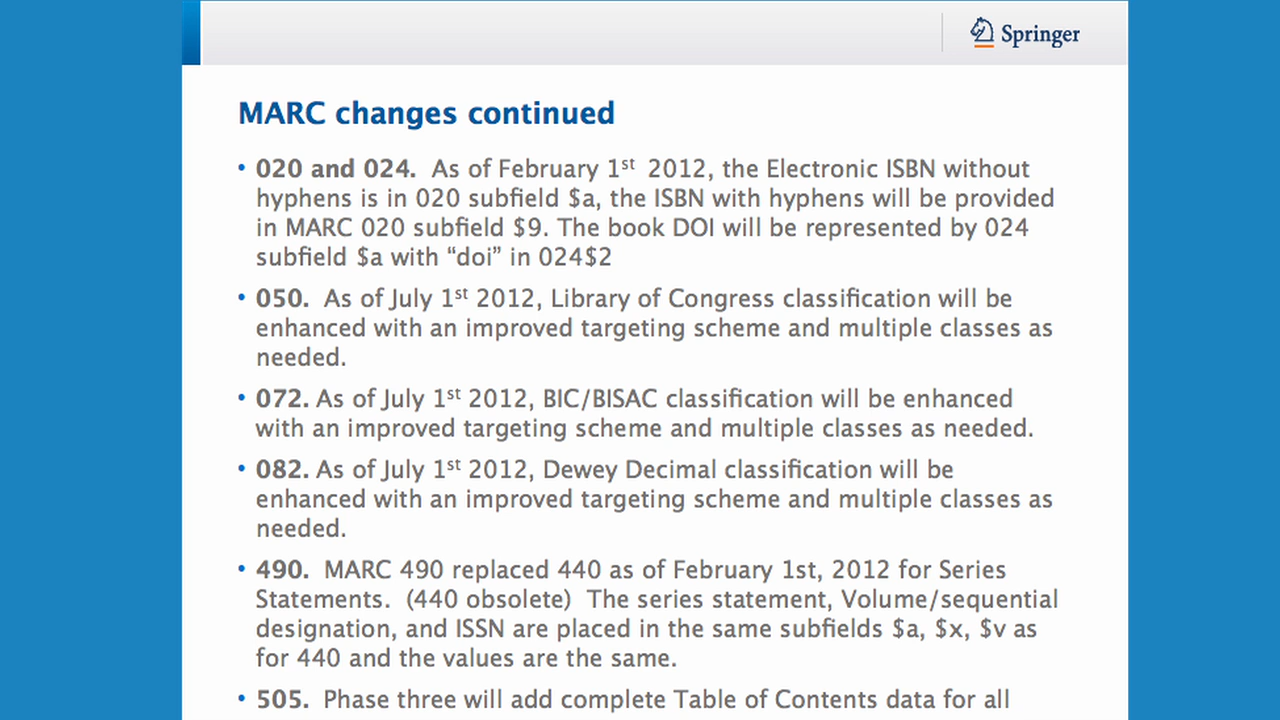 Springer
MARC changes continued
• 020 and 024. As of February 1st 2012, the Electronic ISBN without
hyphens is in 020 subfield $a, the ISBN with hyphens will be provided
in MARC 020 subfield $9. The book DOI will be represented by 024
subfield $a with “doi” in 024$2
• 050. As of July 1st 2012, Library of Congress classification will be
enhanced with an improved targeting scheme and multiple classes as
needed.
• 072. As of July 1st 2012, BIC/BISAC classification will be enhanced
with an improved targeting scheme and multiple classes as needed.
• 082. As of July 1st 2012, Dewey Decimal classification will be
enhanced with an improved targeting scheme and multiple classes as
needed.
• 490. MARC 490 replaced 440 as of February 1st, 2012 for Series
Statements. (440 obsolete) The series statement, Volume/sequential
designation, and ISSN are placed in the same subfields $a, $x, $v as
for 440 and the values are the same.
• 505. Phase three will add complete Table of Contents data for all